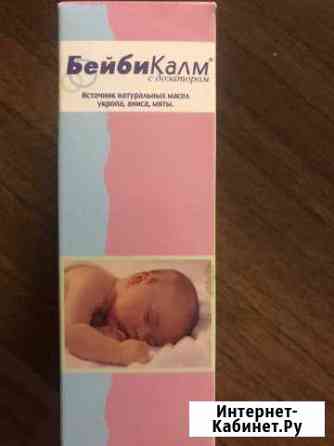 БейбиКалм®
с дозатором
Источник натуральных масел
укропа, аниса, мяты.
Интернет-
Кабинет.Ру